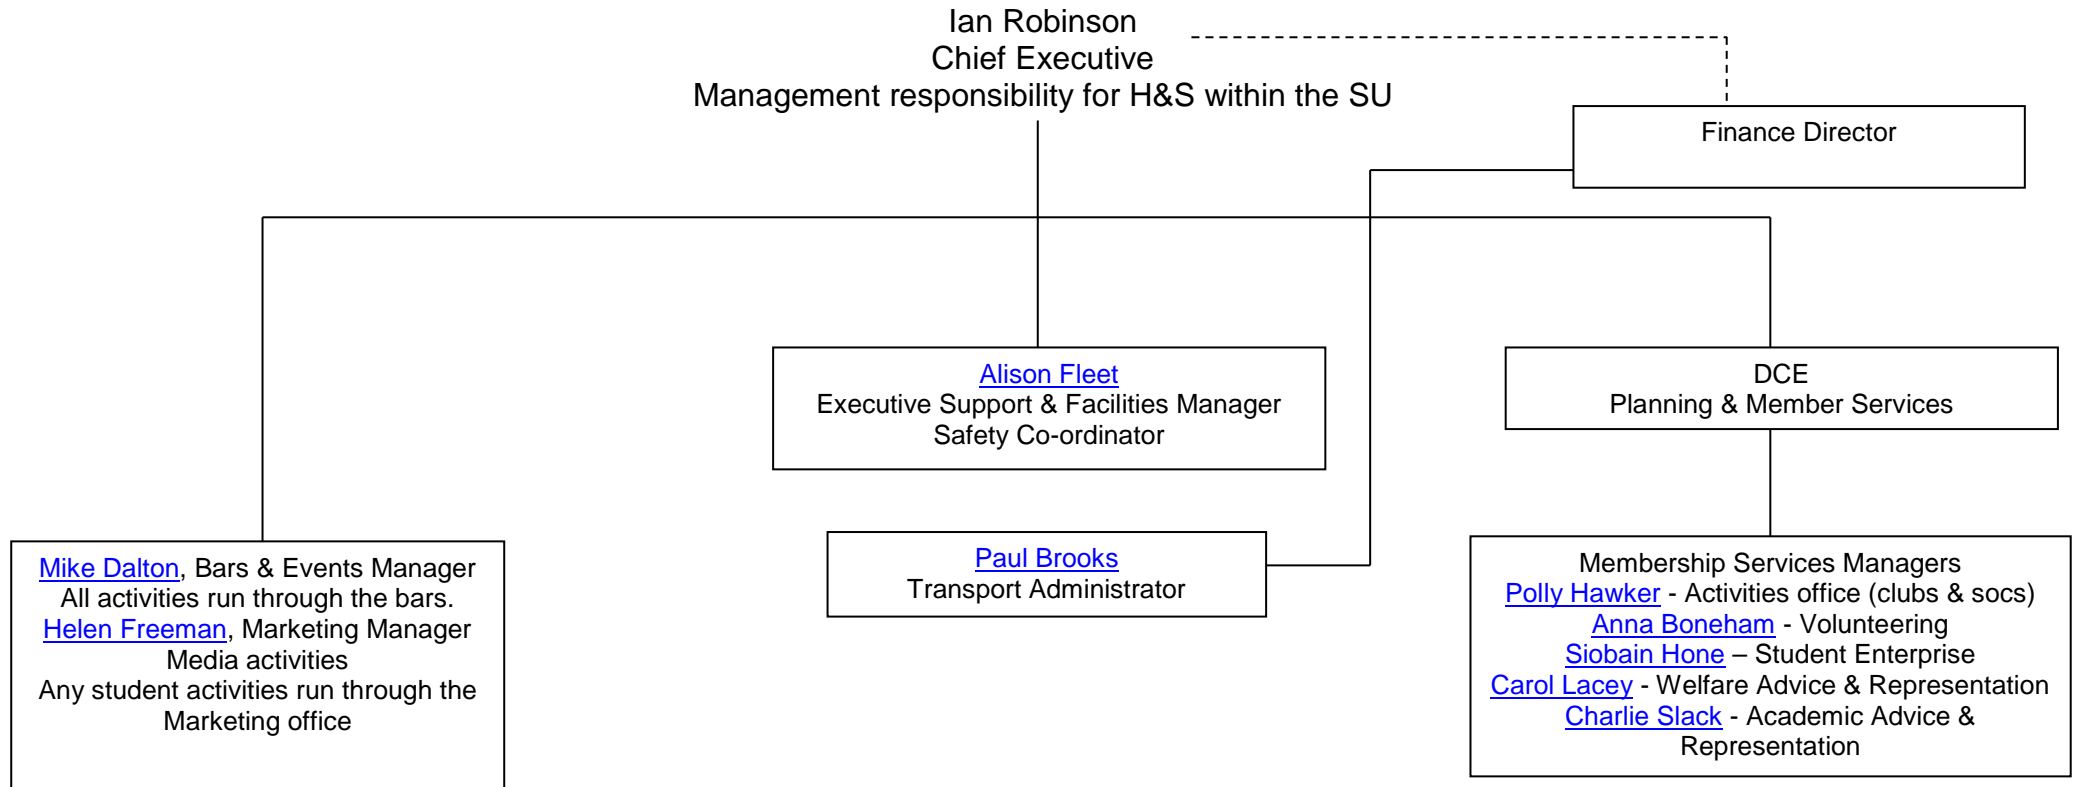 Ian Robinson
Chief Executive
Management responsibility for H&S within the SU
Finance Director
Alison Fleet
Executive Support & Facilities Manager
Safety Co-ordinator
DCE
Planning & Member Services
Mike Dalton, Bars & Events Manager
All activities run through the bars.
Helen Freeman, Marketing Manager
Media activities
Any student activities run through the
Marketing office
Paul Brooks
Transport Administrator
Membership Services Managers
Polly Hawker - Activities office (clubs & socs)
Anna Boneham - Volunteering
Siobain Hone – Student Enterprise
Carol Lacey - Welfare Advice & Representation
Charlie Slack - Academic Advice &
Representation